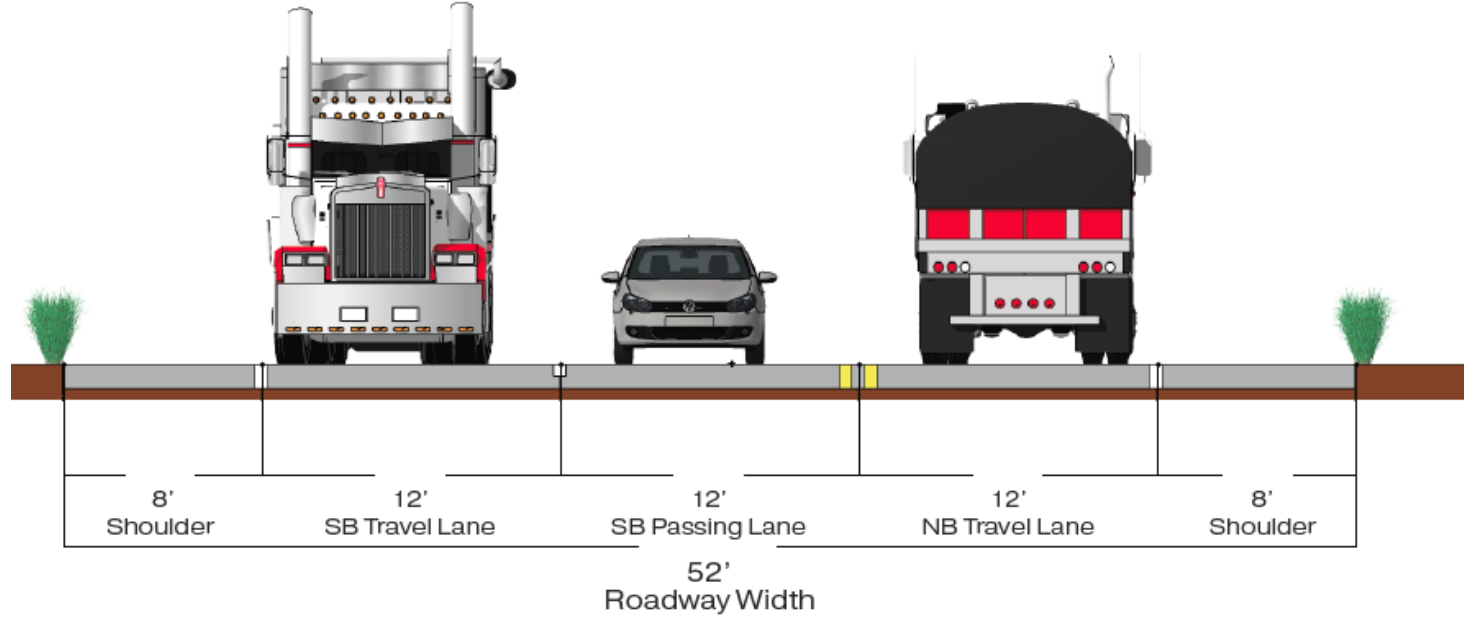 8’
Shoulder
12’
SB Travel Lane
12’
SB Passing Lane
12’
NB Travel Lane
8’
Shoulder
52’
Roadway Width